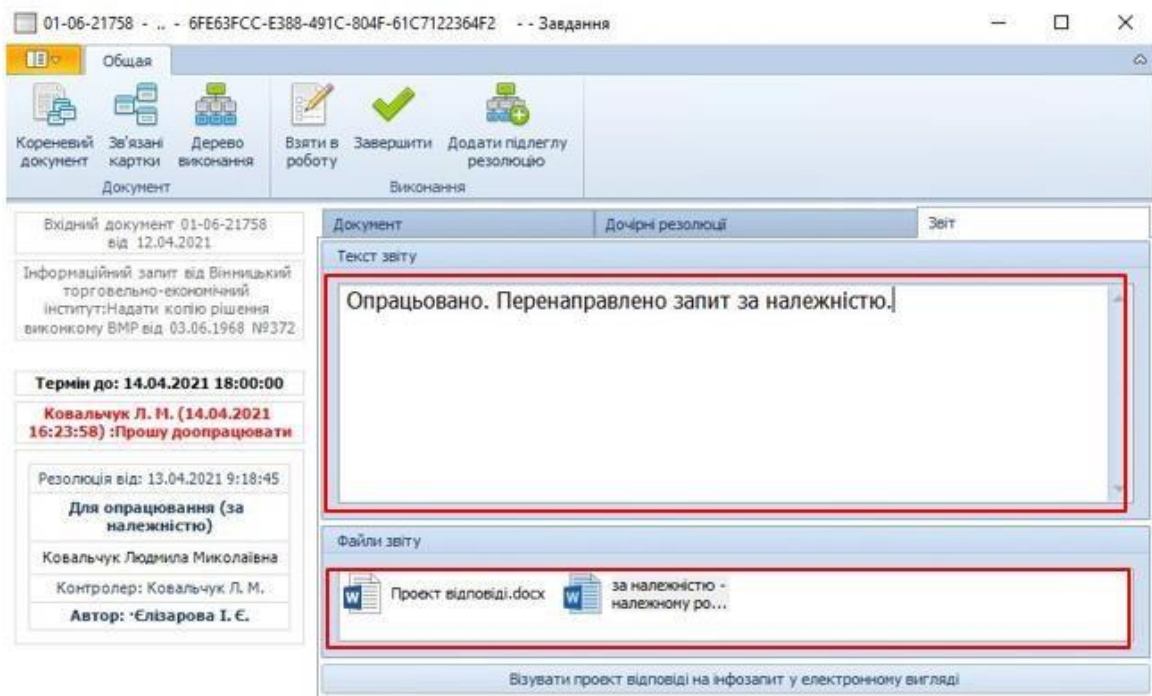 01-06-21758 - .. - 6FE63FCC-E388-491C-804F-61C7122364F2 - - Завдання
Общая
Кореневий документ
Зв'язані картки
Дерево виконання
Взяти в роботу
Завершити
Додати підлеглу резолюцію
Документ
Виконання
Вхідний документ 01-06-21758
від 12.04.2021
Інформаційний запит від Вінницький
торговельно-економічний
інститут:Надати копію рішення
виконкому ВМР від 03.06.1968 №372
Термін до: 14.04.2021 18:00:00
Ковальчук Л. М. (14.04.2021
16:23:58) :Прошу доопрацювати
Резолюція від: 13.04.2021 9:18:45
Для опрацювання (за
належністю)
Ковальчук Людмила Миколаївна
Контролер: Ковальчук Л. М.
Автор: ·Єлізарова І. Є.
Документ
Дочірні резолюції
Звіт
Текст звіту
Опрацьовано. Перенаправлено запит за належністю.
Файли звіту
Проект відповіді.docx
за належністю -
належному ро...
Візувати проект відповіді на інфозапит у електронному вигляді